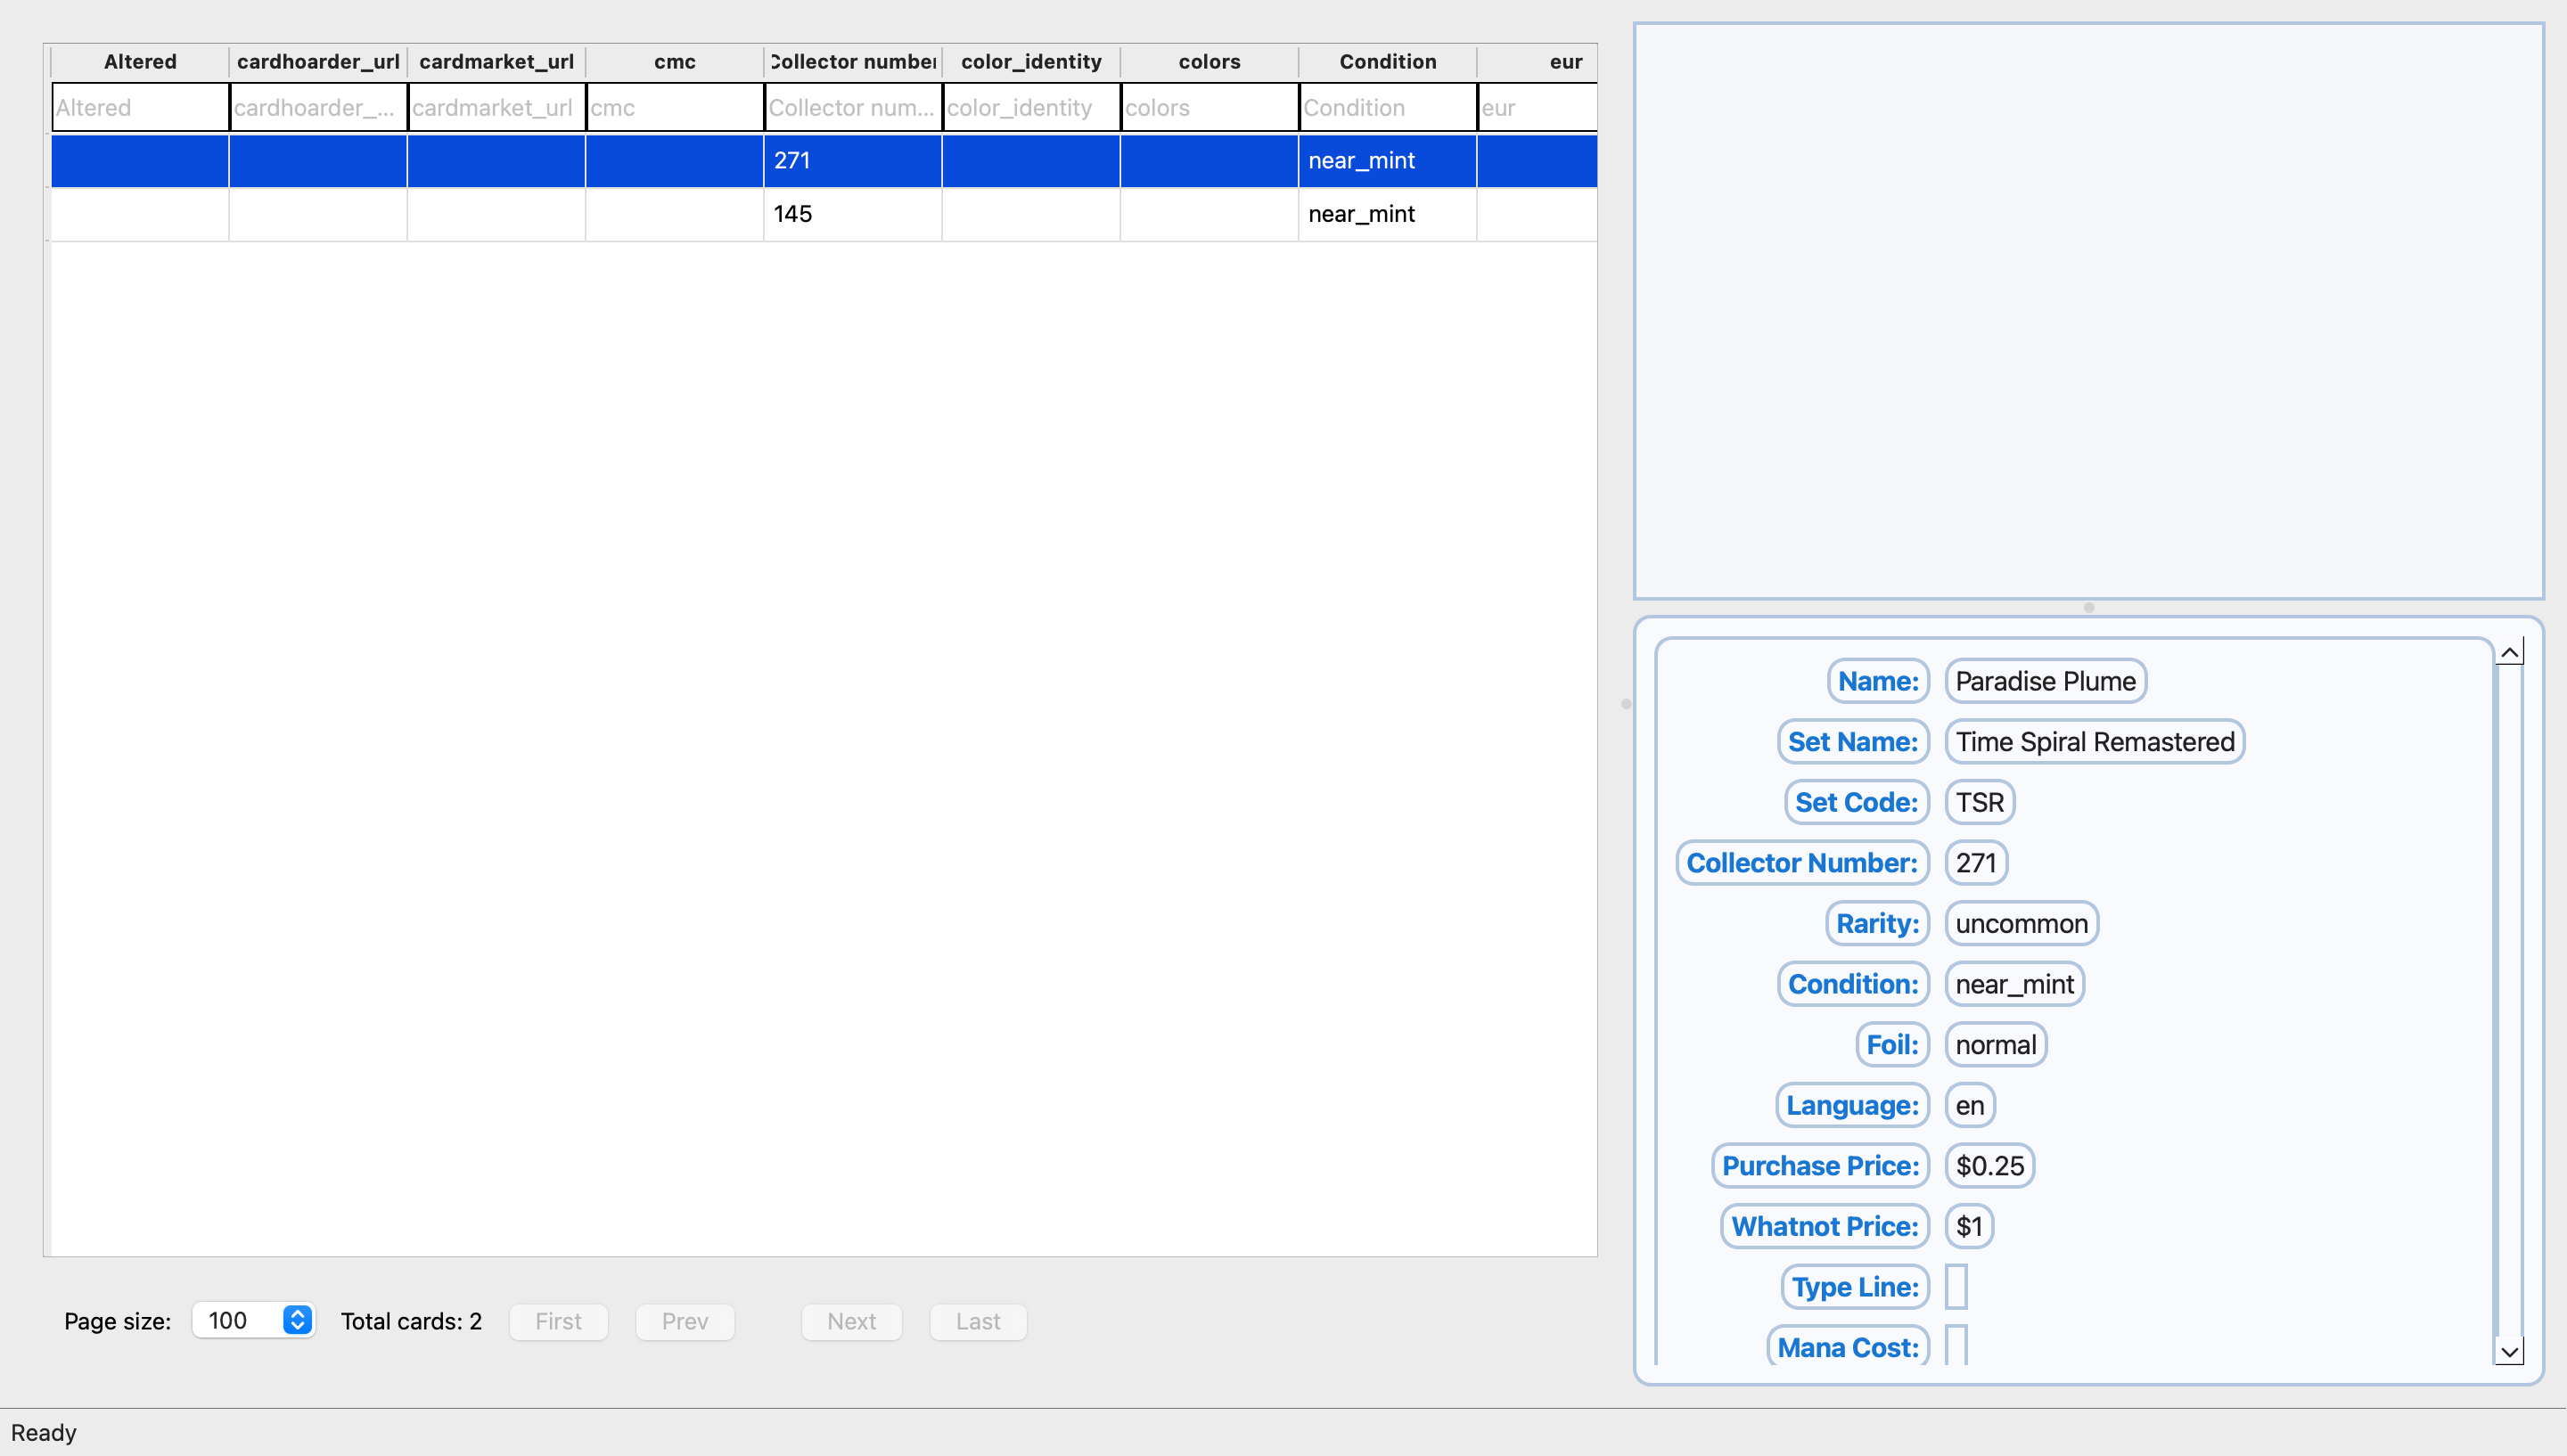 Altered cardhoarder_url cardmarket_url cmc Collector number color_identity colors Condition eur
Altered cardhoarder_... cardmarket_url cmc Collector num... color_identity colors Condition eur
271 near_mint
145 near_mint
Page size: 100 Total cards: 2 First Prev Next Last
Name: Paradise Plume
Set Name: Time Spiral Remastered
Set Code: TSR
Collector Number: 271
Rarity: uncommon
Condition: near_mint
Foil: normal
Language: en
Purchase Price: $0.25
Whatnot Price: $1
Type Line:
Mana Cost:
Ready